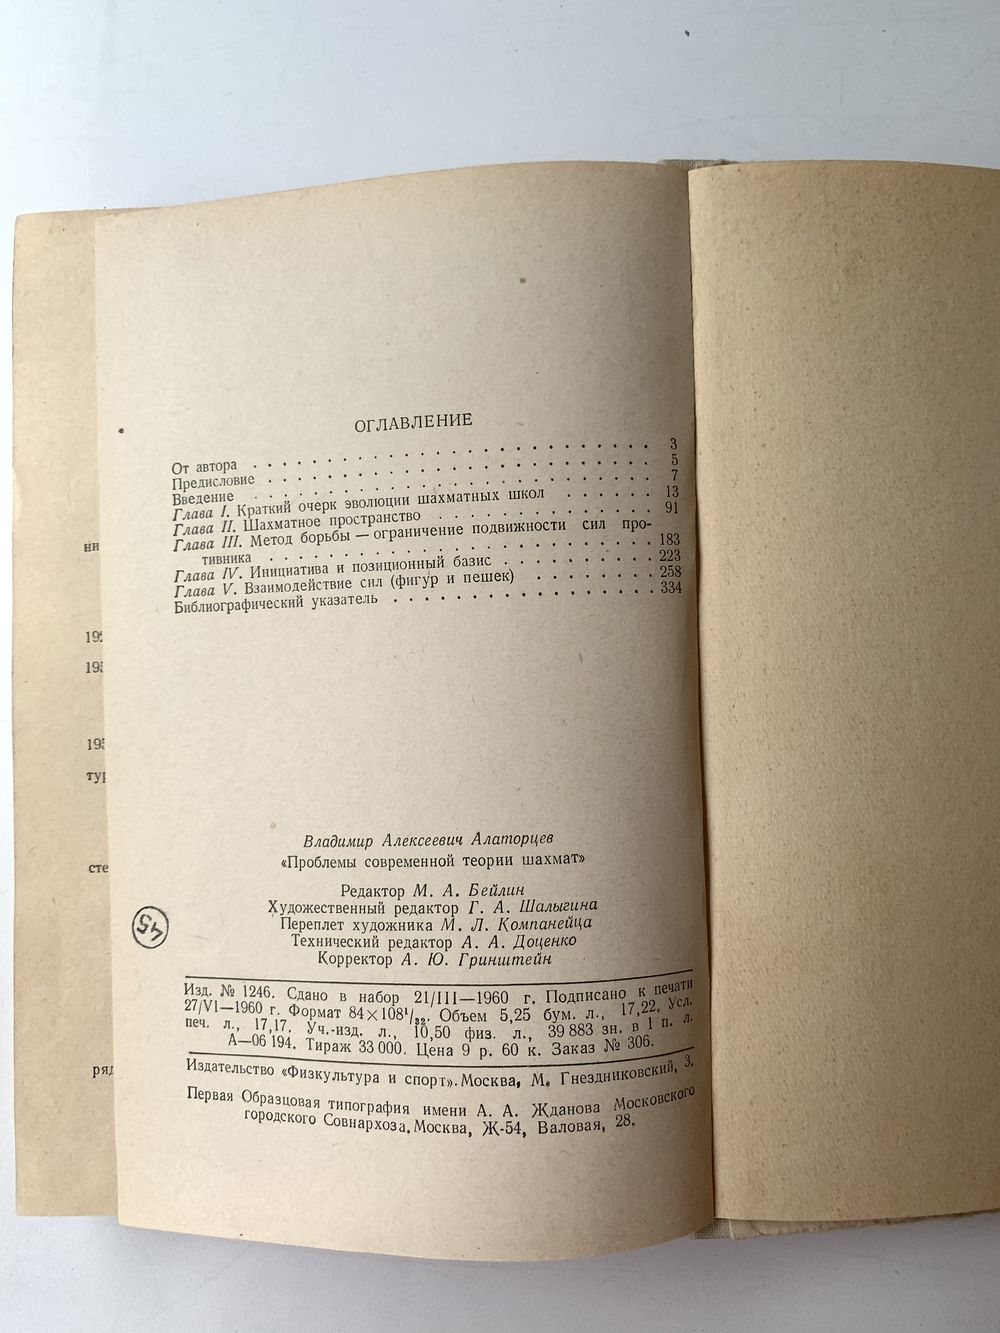 ОГЛАВЛЕНИЕ
От автора . . . . . . . . . . . . . . . . . . . . . . 3
Предисловие . . . . . . . . . . . . . . . . . . . . . 5
Введение . . . . . . . . . . . . . . . . . . . . . . 7
Глава I. Краткий очерк эволюции шахматных школ . . . . . 13
Глава II. Шахматное пространство . . . . . . . . . . . . 91
Глава III. Метод борьбы — ограничение подвижности сил про-
тивника . . . . . . . . . . . . . . . . . . . . . 183
Глава IV. Инициатива и позиционный базис . . . . . . . . 223
Глава V. Взаимодействие сил (фигур и пешек) . . . . . . . 258
Библиографический указатель . . . . . . . . . . . . . . 334
Владимир Алексеевич Алаторцев
«Проблемы современной теории шахмат»
Редактор М. А. Бейлин
Художественный редактор Г. А. Шалыгина
Переплет художника М. Л. Компанейца
Технический редактор А. А. Доценко
Корректор А. Ю. Гринштейн
45
Изд. № 1246. Сдано в набор 21/III—1960 г. Подписано к печати
27/VI—1960 г. Формат 84×108¹/₃₂. Объем 5,25 бум. л., 17,22. Усл.
печ. л., 17,17. Уч.-изд. л., 10,50 физ. л., 39 883 зн. в 1 п. л.
А—06 194. Тираж 33 000. Цена 9 р. 60 к. Заказ № 306.
Издательство «Физкультура и спорт». Москва, М. Гнездниковский, 3.
Первая Образцовая типография имени А. А. Жданова Московского
городского Совнархоза. Москва, Ж-54, Валовая, 28.
ни
195
стe
ряд